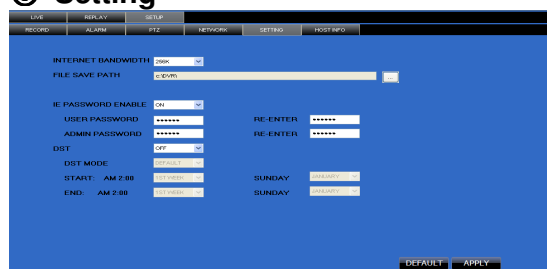 ⑥ Setting
LIVE REPLAY SETUP
RECORD ALARM PTZ NETWORK SETTING HOST INFO
INTERNET BANDWIDTH 256K
FILE SAVE PATH c:\DVR\ ...
IE PASSWORD ENABLE ON
USER PASSWORD •••••• RE-ENTER ••••••
ADMIN PASSWORD •••••• RE-ENTER ••••••
DST OFF
DST MODE DEFAULT
START: AM 2:00 1ST WEEK SUNDAY JANUARY
END: AM 2:00 1ST WEEK SUNDAY JANUARY
DEFAULT APPLY